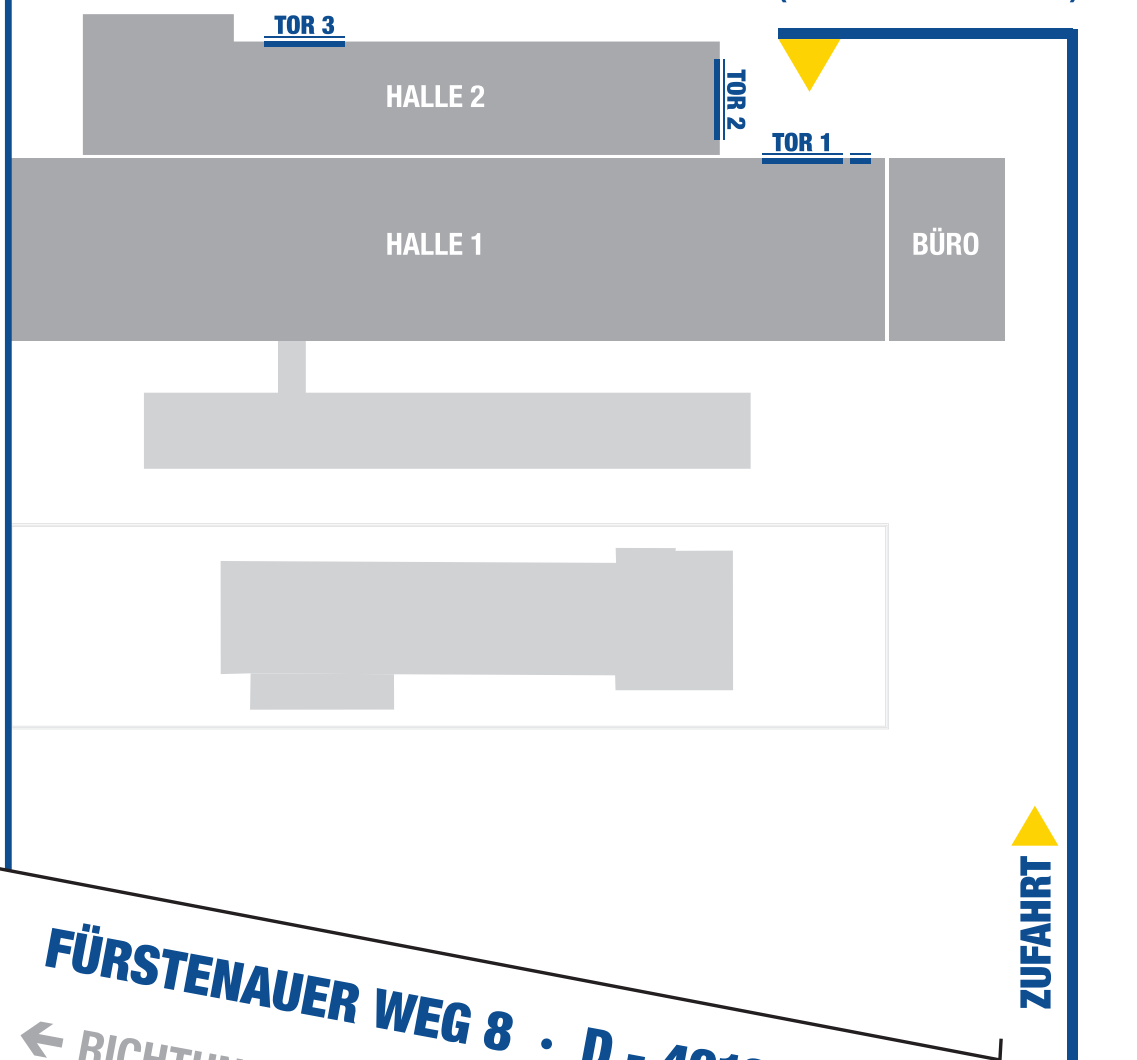 TOR 3
HALLE 2
TOR 2
TOR 1
HALLE 1
BÜRO
ZUFAHRT
FÜRSTENAUER WEG 8 · D -